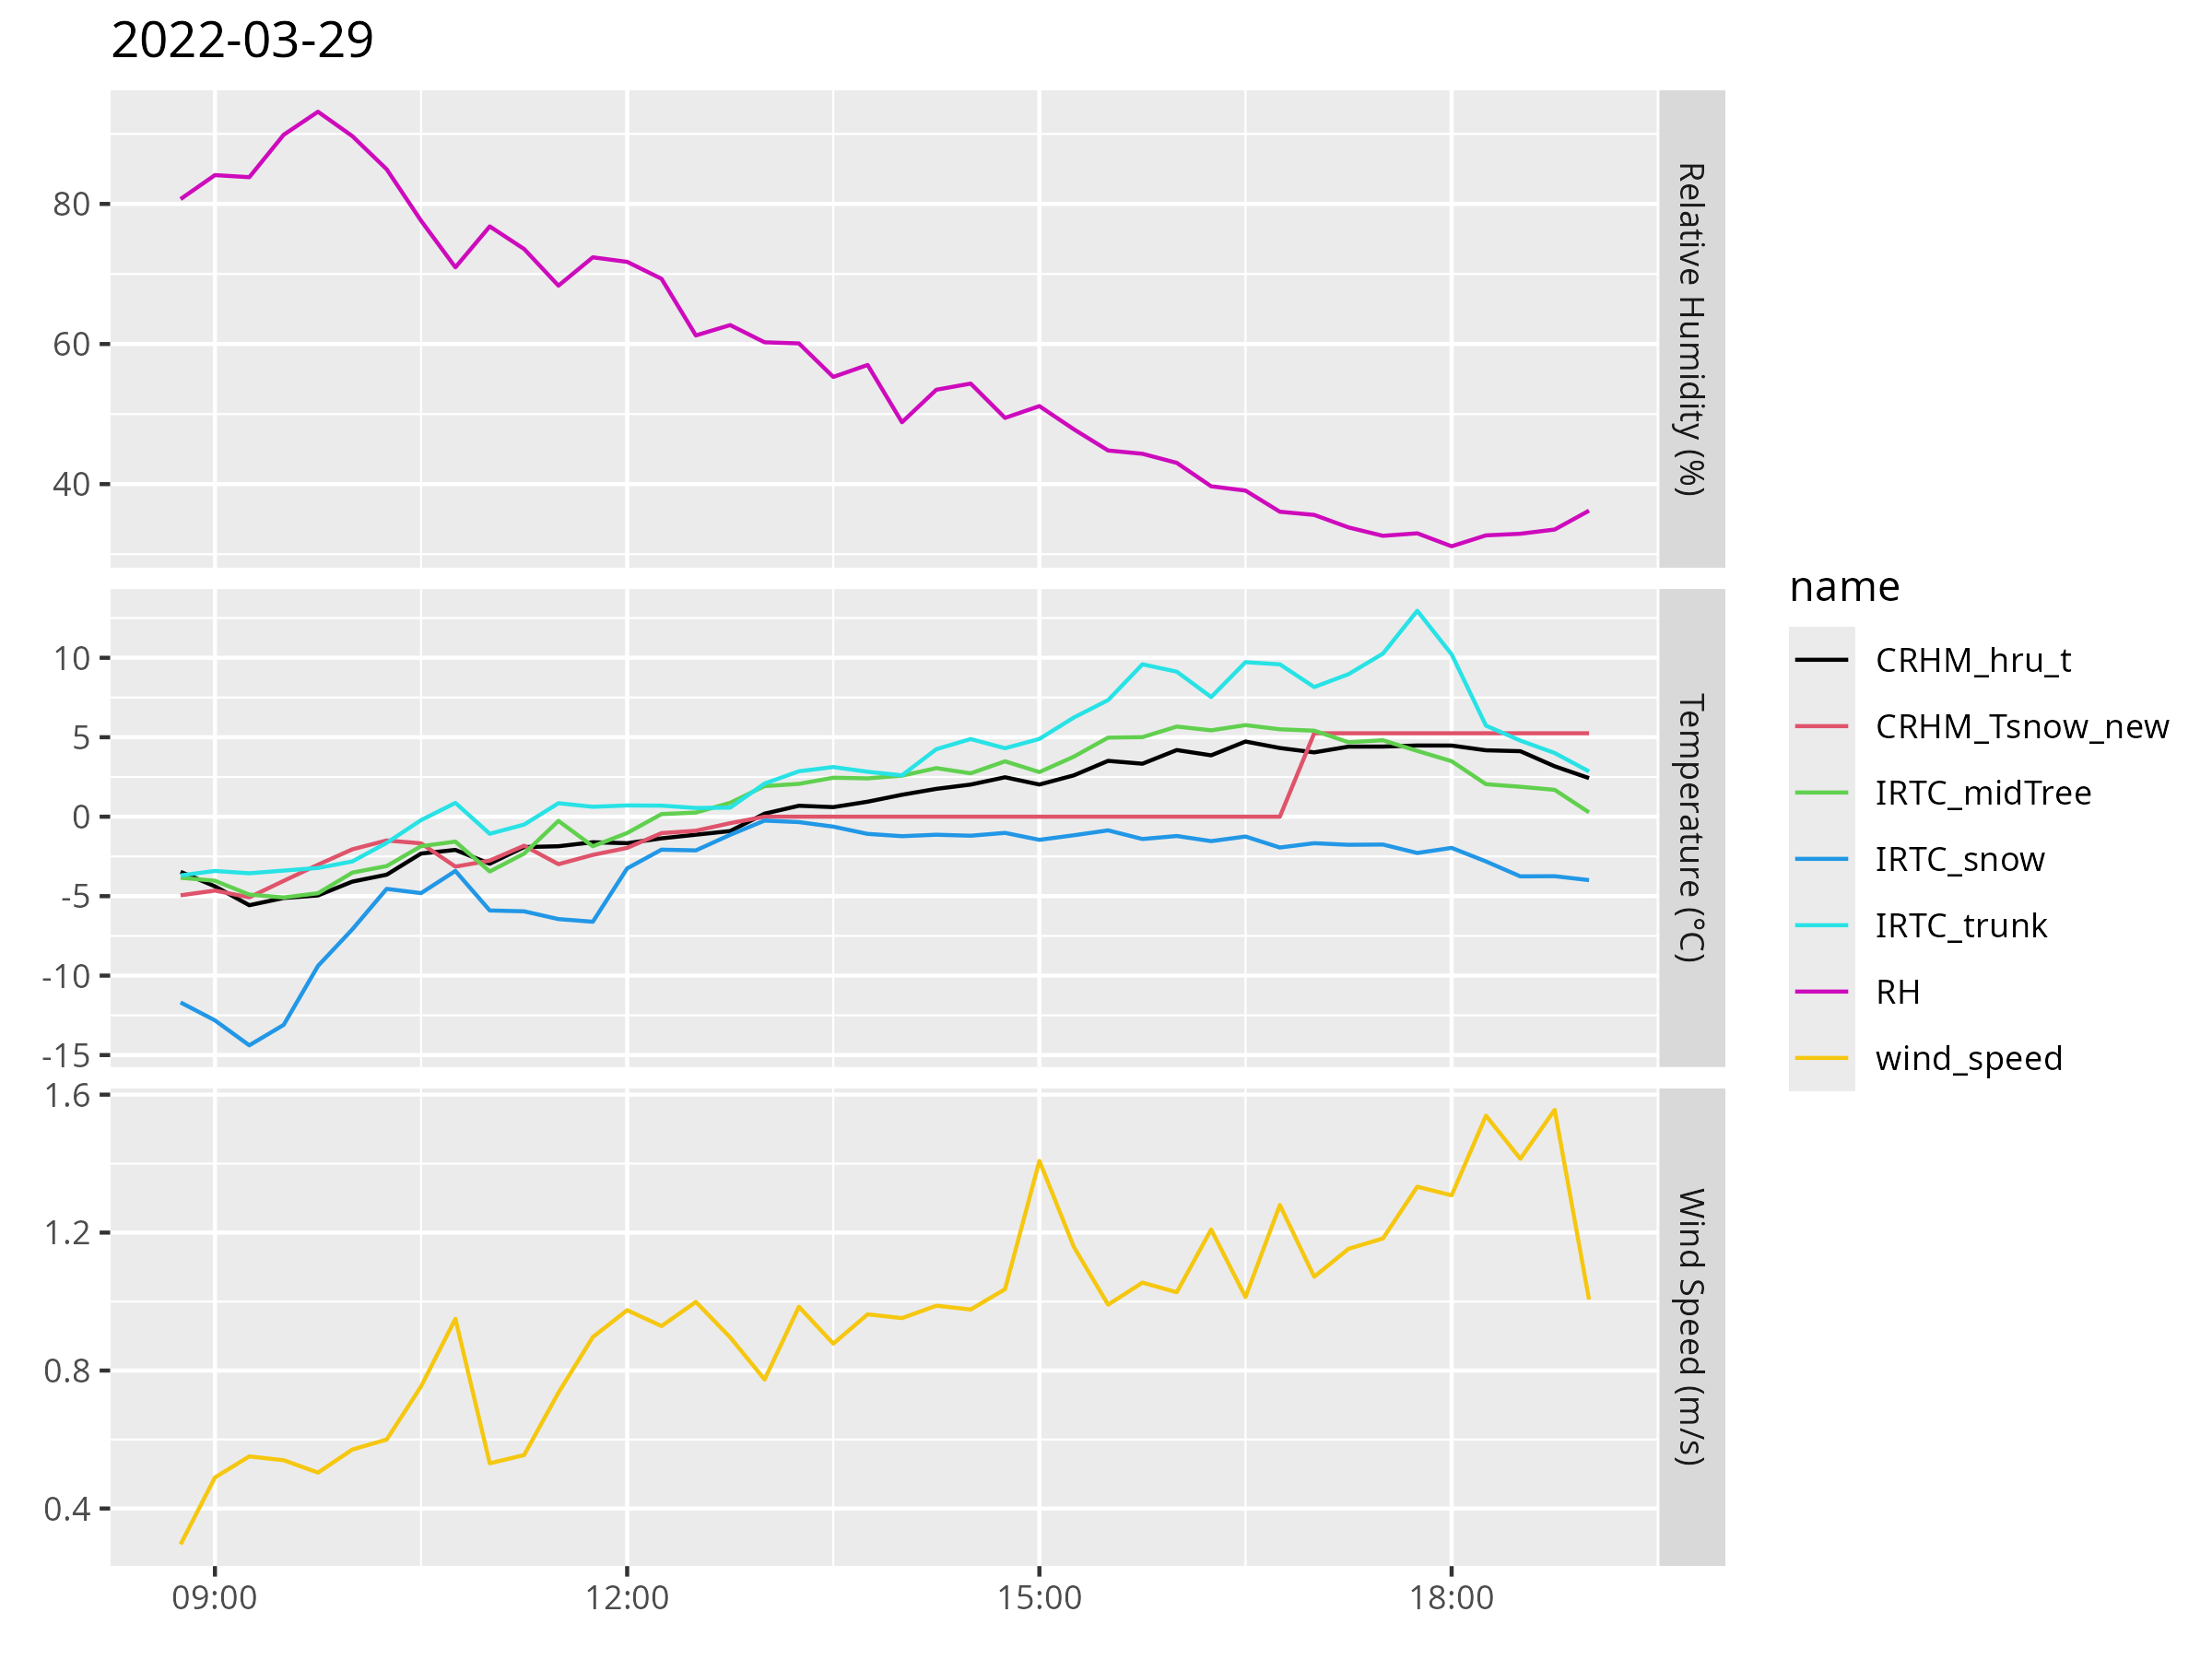 2022-03-29
80
60
40
Relative Humidity (%)
10
5
0
-5
-10
-15
Temperature (°C)
1.6
1.2
0.8
0.4
Wind Speed (m/s)
09:00 12:00 15:00 18:00
name
CRHM_hru_t
CRHM_Tsnow_new
IRTC_midTree
IRTC_snow
IRTC_trunk
RH
wind_speed